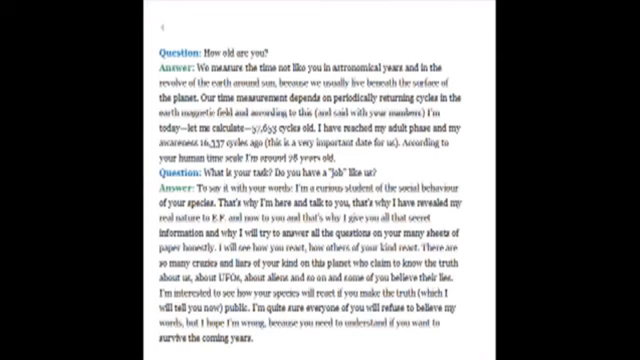 Question: How old are you?
Answer: We measure the time not like you in astronomical years and in the
revolve of the earth around sun, because we usually live beneath the surface of
the planet. Our time measurement depends on periodically returning cycles in the
earth magnetic field and according to this (and said with your numbers) I'm
today—let me calculate—57,653 cycles old. I have reached my adult phase and my
awareness 16,337 cycles ago (this is a very important date for us). According to
your human time scale I'm around 28 years old.
Question: What is your task? Do you have a "job" like us?
Answer: To say it with your words: I'm a curious student of the social behaviour
of your species. That's why I'm here and talk to you, that's why I have revealed my
real nature to E.F. and now to you and that's why I give you all that secret
information and why I will try to answer all the questions on your many sheets of
paper honestly. I will see how you react, how others of your kind react. There are
so many crazies and liars of your kind on this planet who claim to know the truth
about us, about UFOs, about aliens and so on and some of you believe their lies.
I'm interested to see how your species will react if you make the truth (which I
will tell you now) public. I'm quite sure everyone of you will refuse to believe my
words, but I hope I'm wrong, because you need to understand if you want to
survive the coming years.